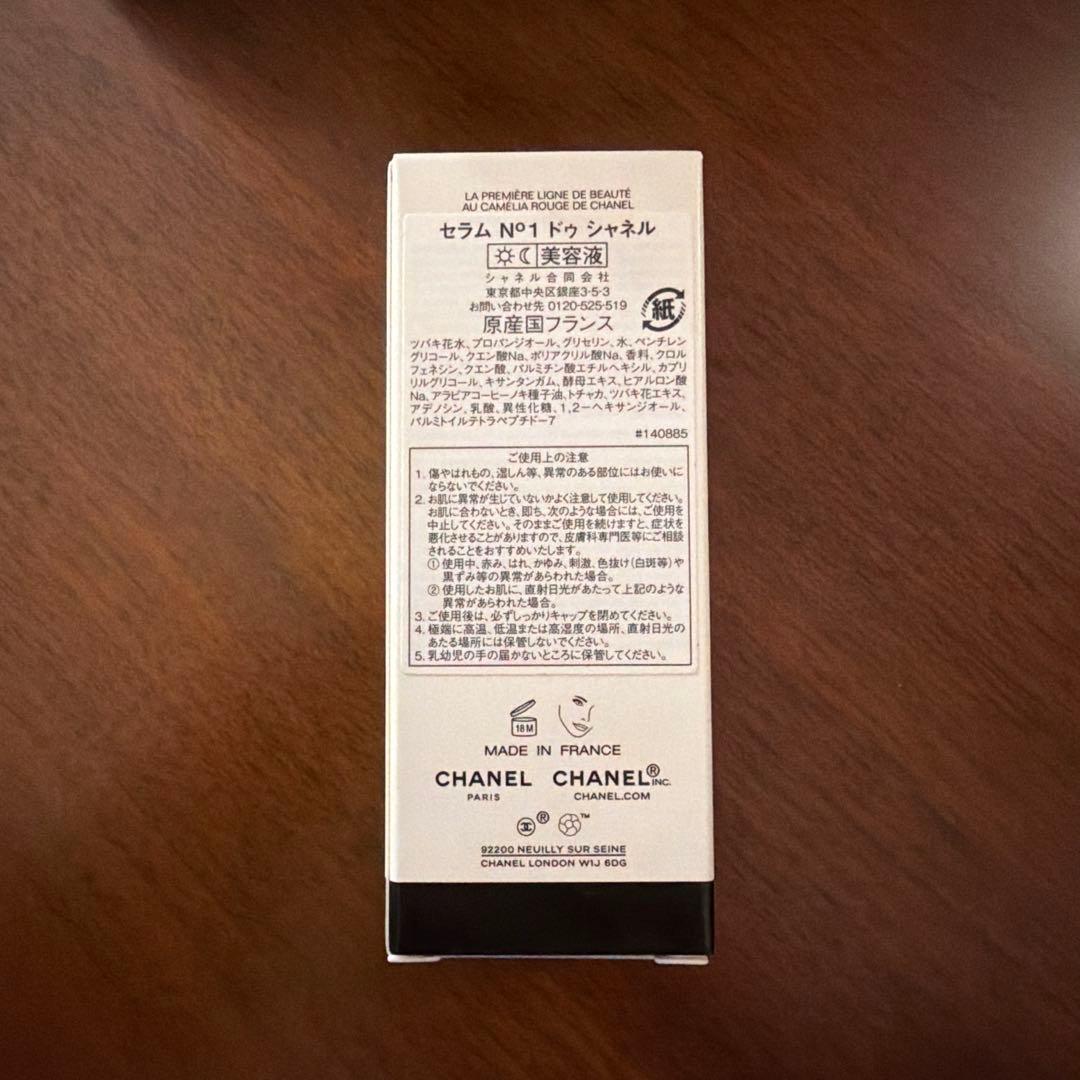 LA PREMIÈRE LIGNE DE BEAUTÉ
AU CAMÉLIA ROUGE DE CHANEL
セラム Nº1 ドゥ シャネル
美容液
シャネル合同会社
東京都中央区銀座3-5-3
お問い合わせ先 0120-525-519
紙
原産国フランス
ツバキ花水、プロパンジオール、グリセリン、水、ペンチレン
グリコール、クエン酸Na、ポリアクリル酸Na、香料、クロル
フェネシン、クエン酸、パルミチン酸エチルヘキシル、カプリ
リルグリコール、キサンタンガム、酵母エキス、ヒアルロン酸
Na、アラビアコーヒーノキ種子油、トチャカ、ツバキ花エキス、
アデノシン、乳酸、異性化糖、1,2-ヘキサンジオール、
パルミトイルテトラペプチド-7
#140885
ご使用上の注意
1. 傷やはれもの、湿しん等、異常のある部位にはお使いに
ならないでください。
2. お肌に異常が生じていないかよく注意して使用してください。
お肌に合わないとき、即ち、次のような場合には、ご使用を
中止してください。そのままご使用を続けますと、症状を
悪化させることがありますので、皮膚科専門医等にご相談
されることをおすすめいたします。
① 使用中、赤み、はれ、かゆみ、刺激、色抜け(白斑等)や
黒ずみ等の異常があらわれた場合。
② 使用したお肌に、直射日光があたって上記のような
異常があらわれた場合。
3. ご使用後は、必ずしっかりキャップを閉めてください。
4. 極端に高温、低温または高湿度の場所、直射日光の
あたる場所には保管しないでください。
5. 乳幼児の手の届かないところに保管してください。
18M
MADE IN FRANCE
CHANEL CHANEL® INC.
PARIS CHANEL.COM
® ™
92200 NEUILLY SUR SEINE
CHANEL LONDON W1J 6DG